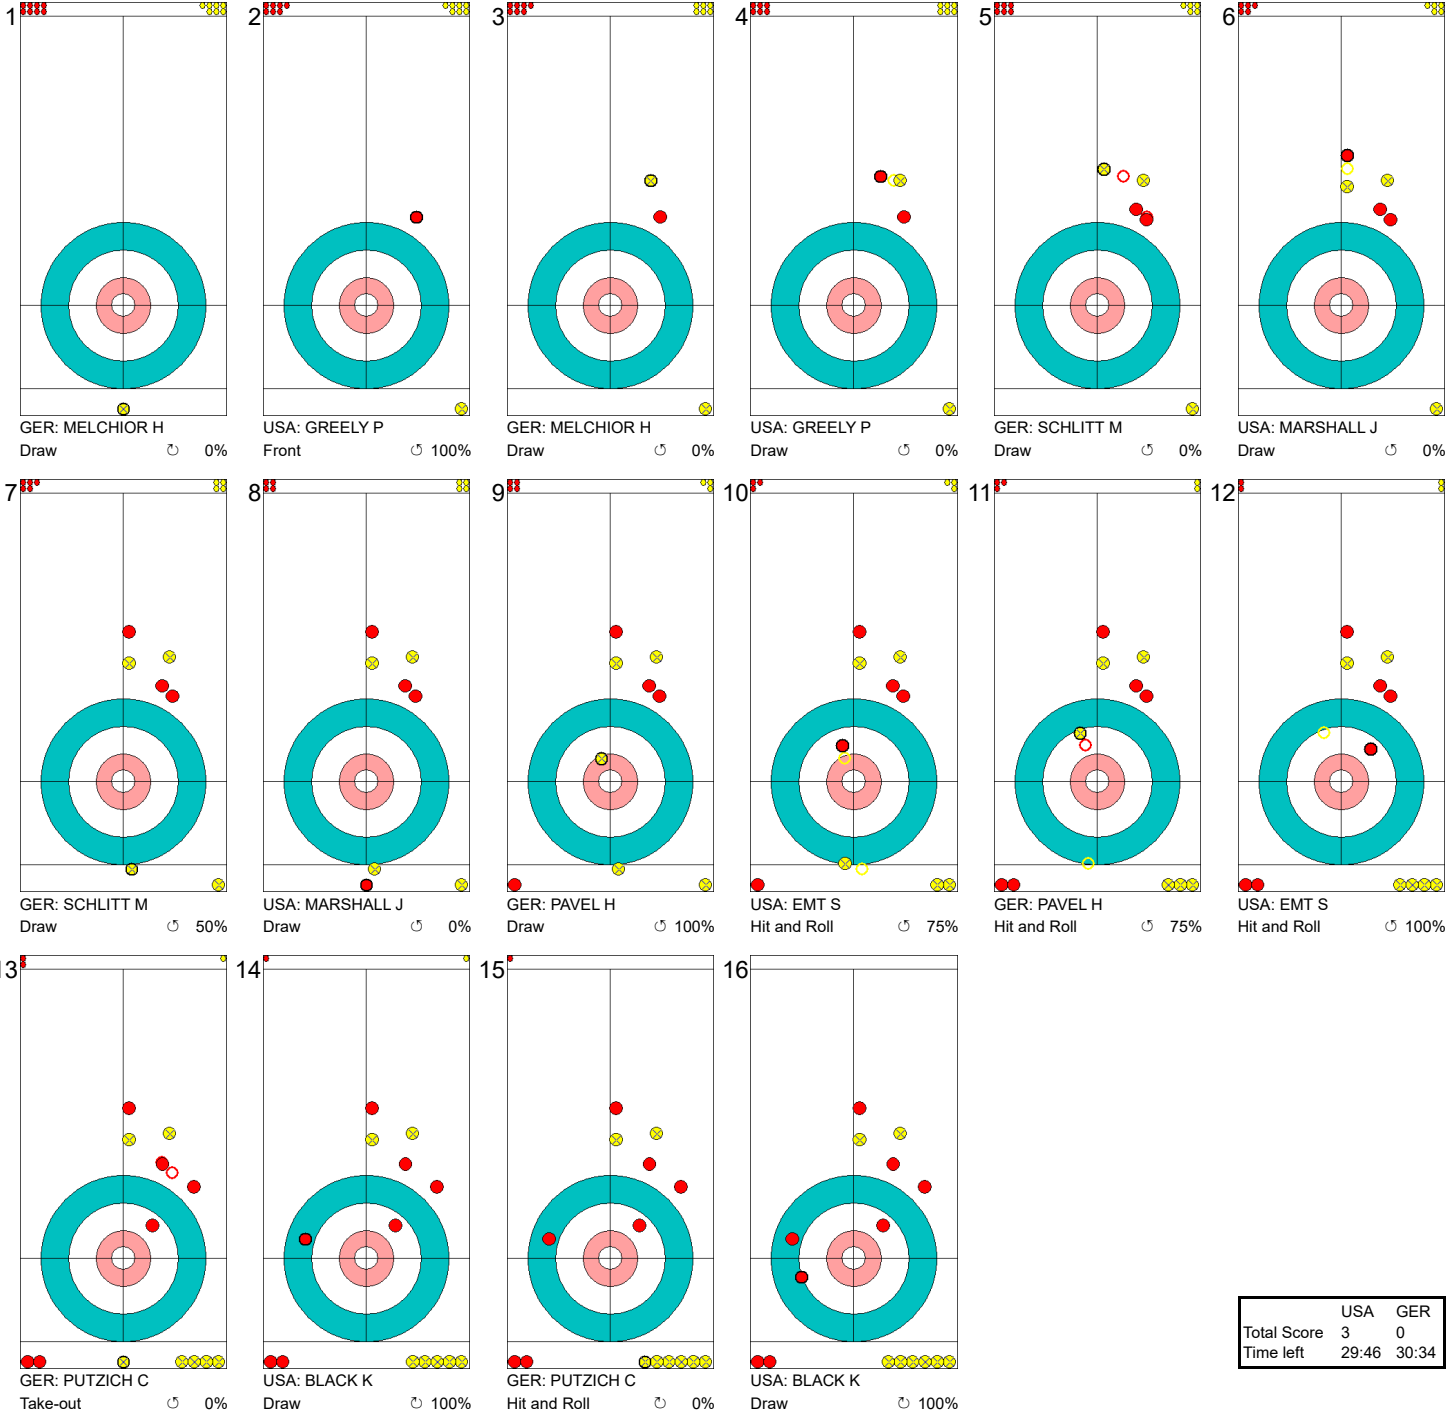 1
2
3
4
5
6
GER: MELCHIOR H
Draw ↻ 0%
USA: GREELY P
Front ↺ 100%
GER: MELCHIOR H
Draw ↺ 0%
USA: GREELY P
Draw ↺ 0%
GER: SCHLITT M
Draw ↺ 0%
USA: MARSHALL J
Draw ↺ 0%
7
8
9
10
11
12
GER: SCHLITT M
Draw ↺ 50%
USA: MARSHALL J
Draw ↺ 0%
GER: PAVEL H
Draw ↺ 100%
USA: EMT S
Hit and Roll ↺ 75%
GER: PAVEL H
Hit and Roll ↺ 75%
USA: EMT S
Hit and Roll ↺ 100%
13
14
15
16
GER: PUTZICH C
Take-out ↺ 0%
USA: BLACK K
Draw ↻ 100%
GER: PUTZICH C
Hit and Roll ↻ 0%
USA: BLACK K
Draw ↻ 100%
USA GER
Total Score 3 0
Time left 29:46 30:34